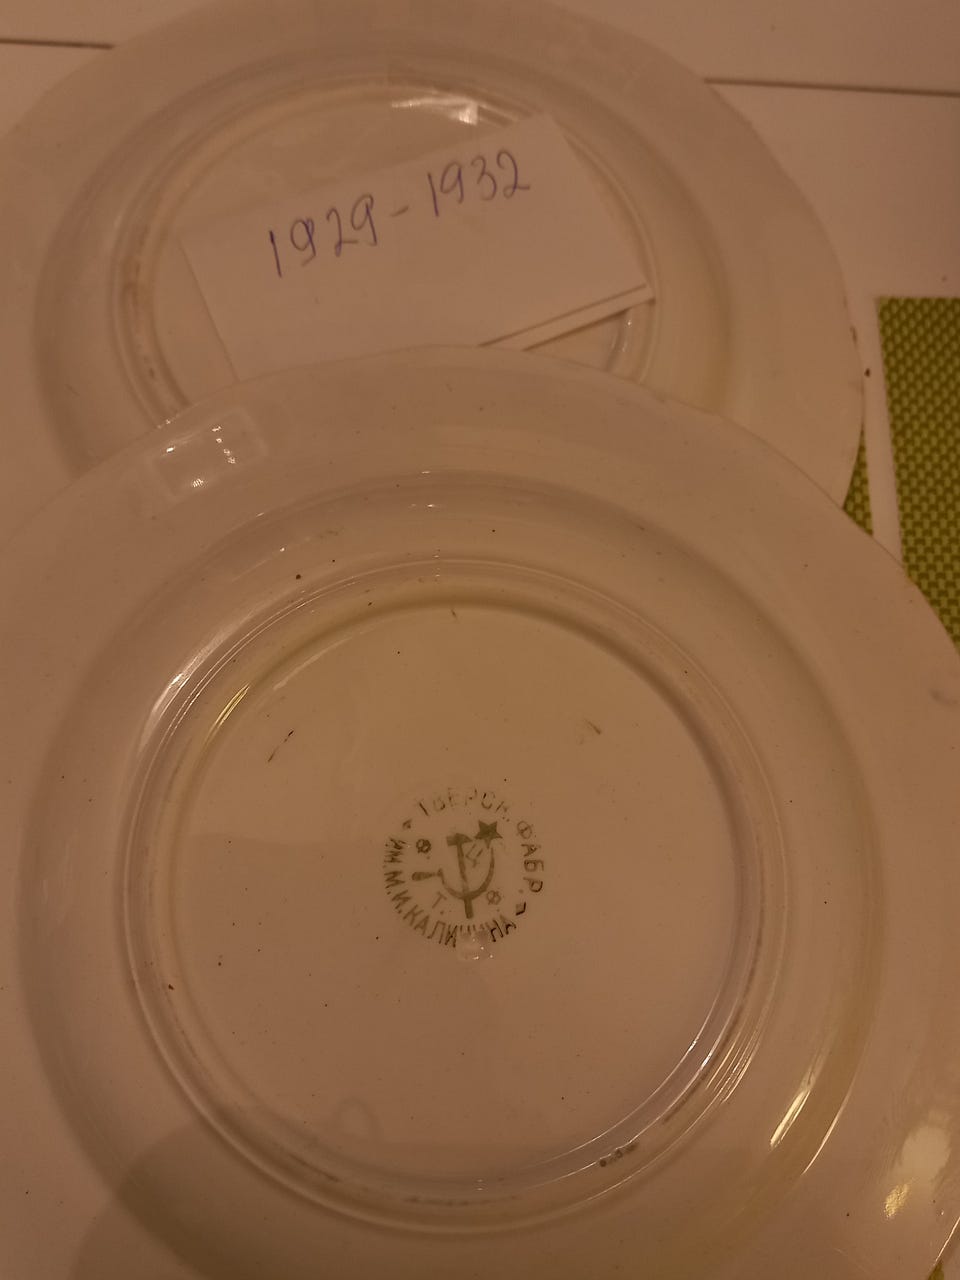 1929-1932
ТВЕРСК. ФАБР.
ИМ. М. И. КАЛИНИНА
Ф.
Т. Ф.